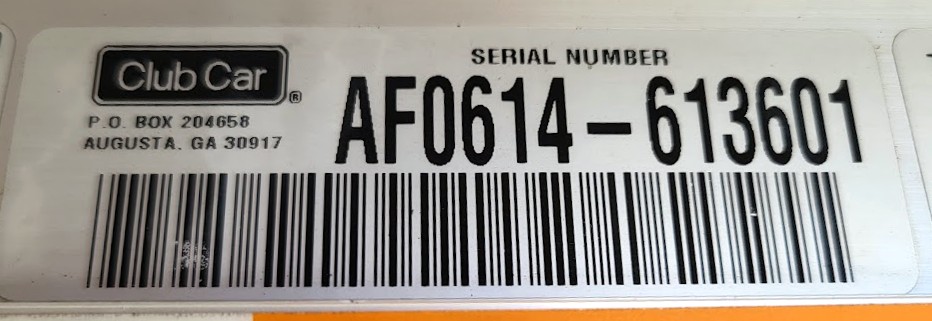 Club Car®
P.O. BOX 204658
AUGUSTA. GA 30917
SERIAL NUMBER
AF0614-613601